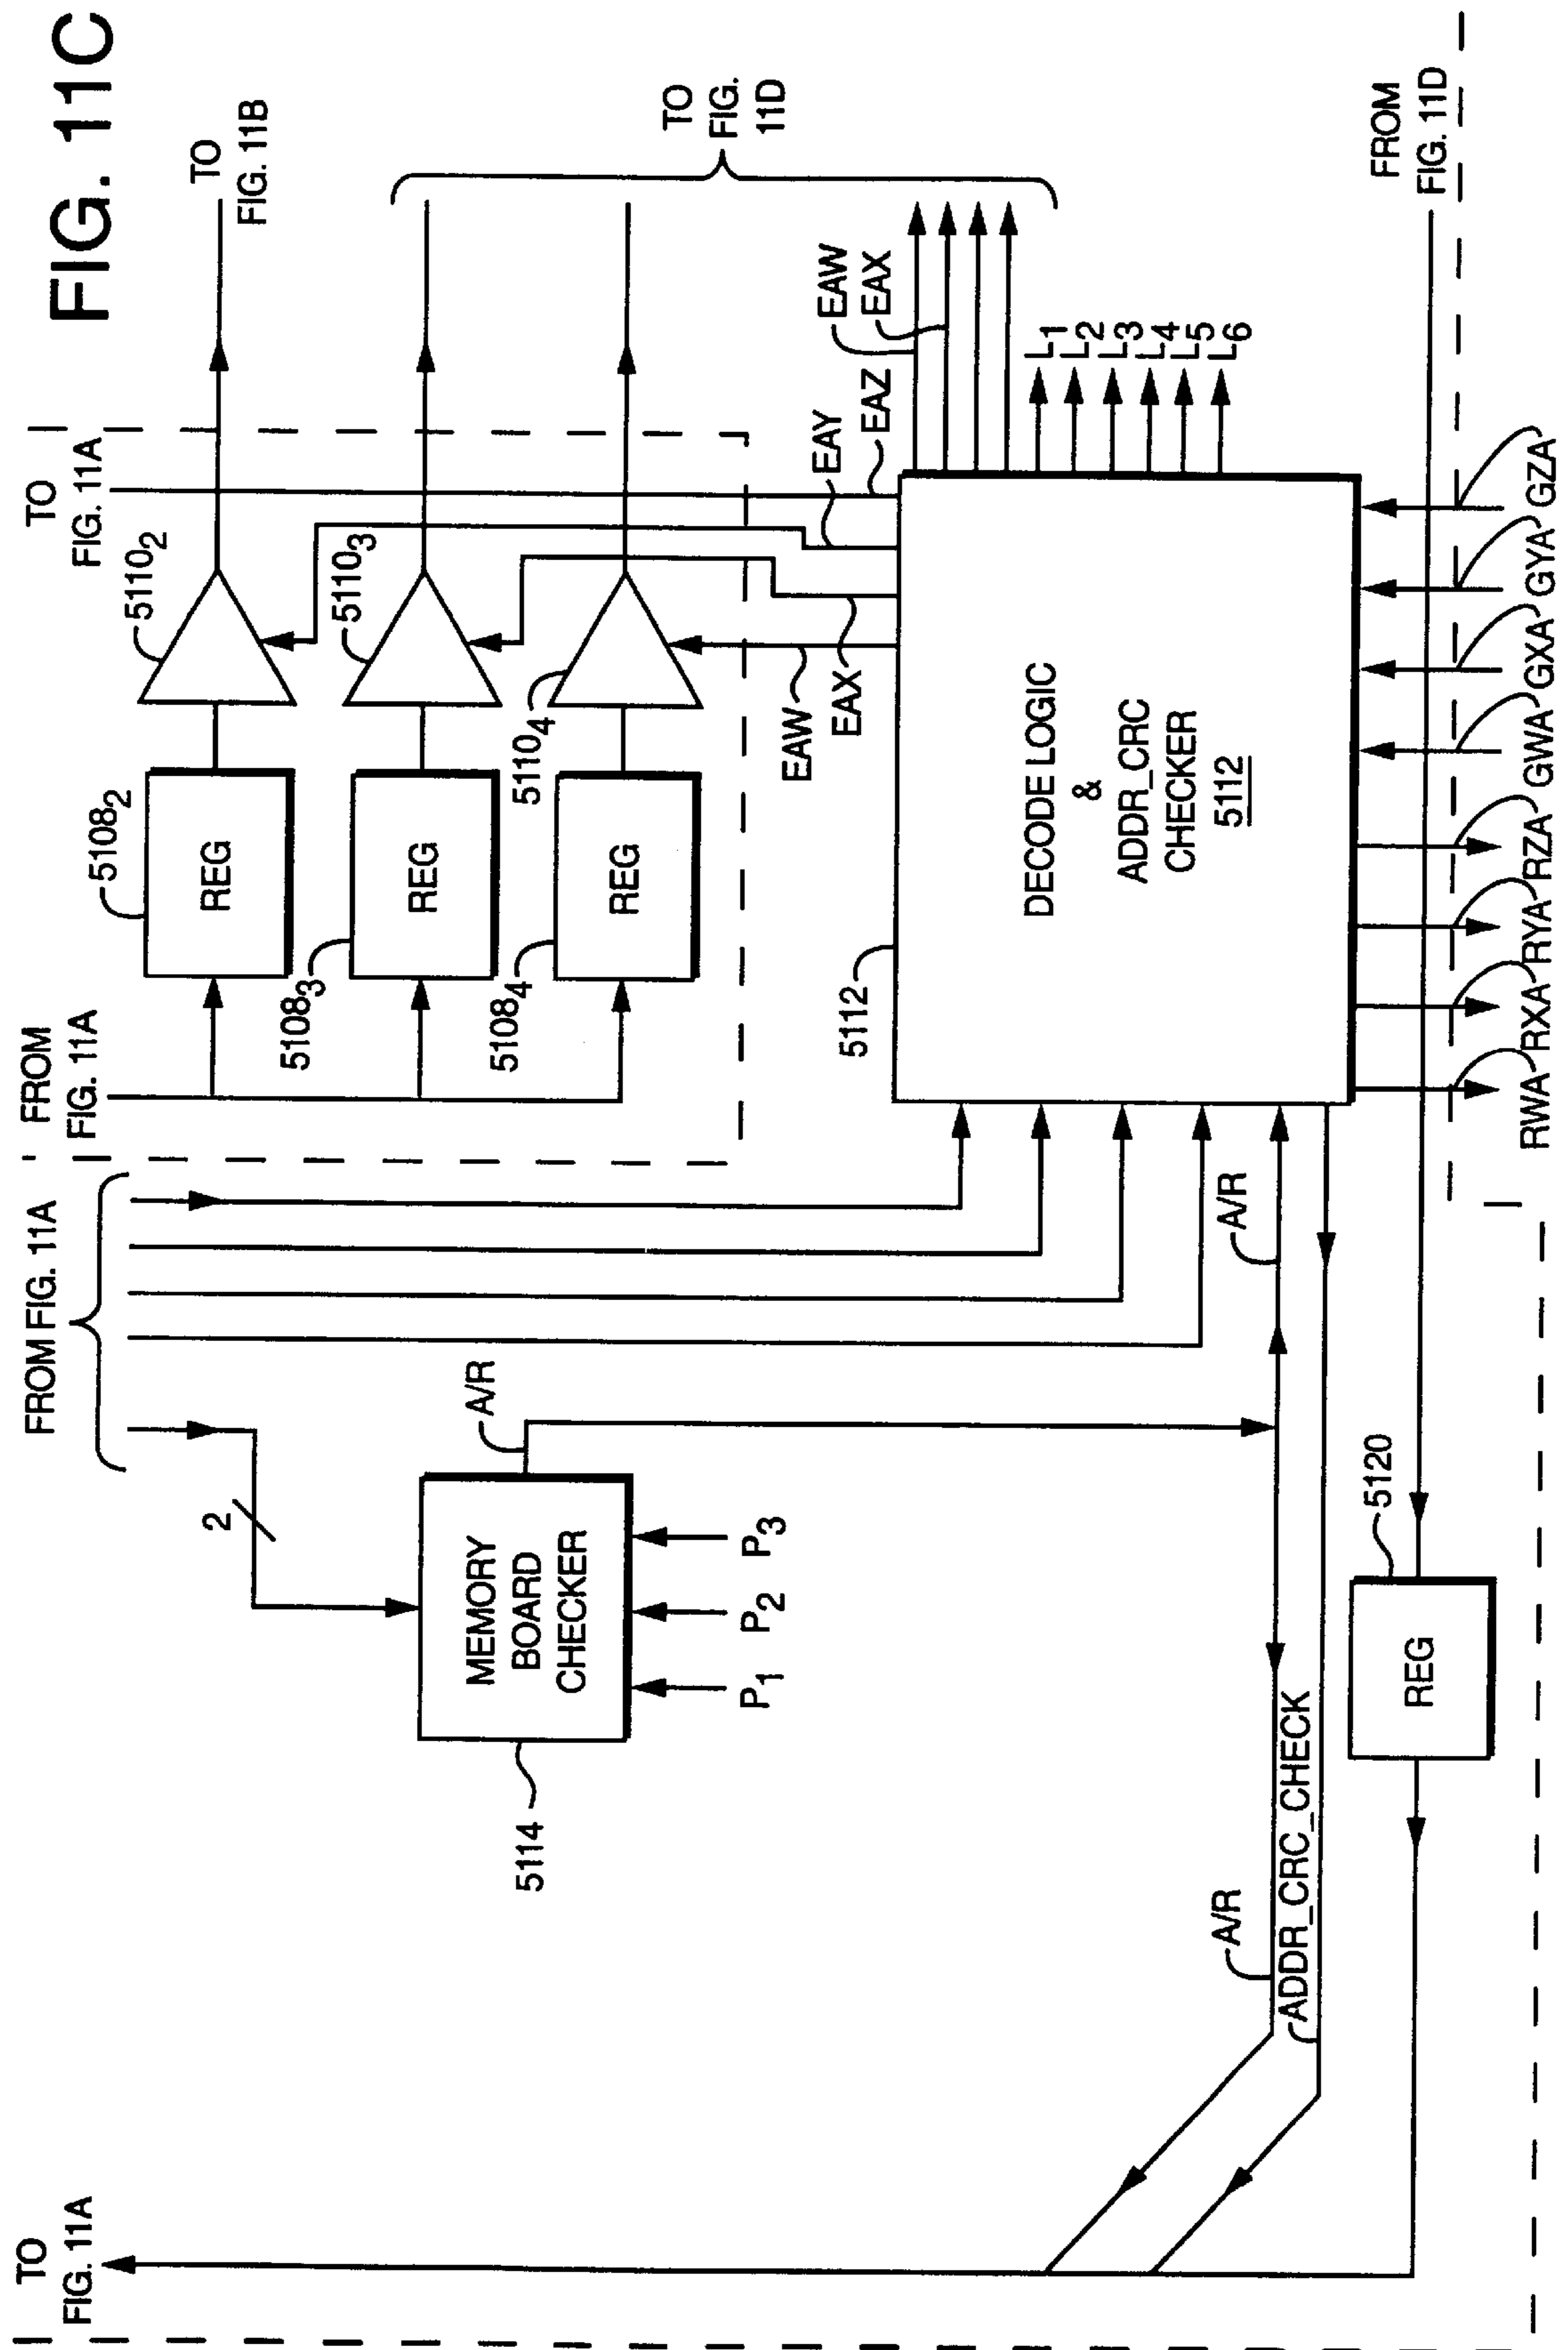 FIG. 11C
TO
FIG. 11A
FROM FIG. 11A
FROM
FIG. 11A
TO
FIG. 11A
TO
FIG. 11B
5108₂
REG
5110₂
5108₃
REG
5110₃
5108₄
REG
5110₄
TO
FIG.
11D
2
MEMORY
BOARD
CHECKER
5114
A/R
P₁
P₂
P₃
EAW
EAX
EAY
EAZ
EAW
EAX
5112
DECODE LOGIC
&
ADDR_CRC
CHECKER
5112
L₁
L₂
L₃
L₄
L₅
L₆
A/R
A/R
ADDR_CRC_CHECK
REG
5120
FROM
FIG. 11D
RWA
RXA
RYA
RZA
GWA
GXA
GYA
GZA